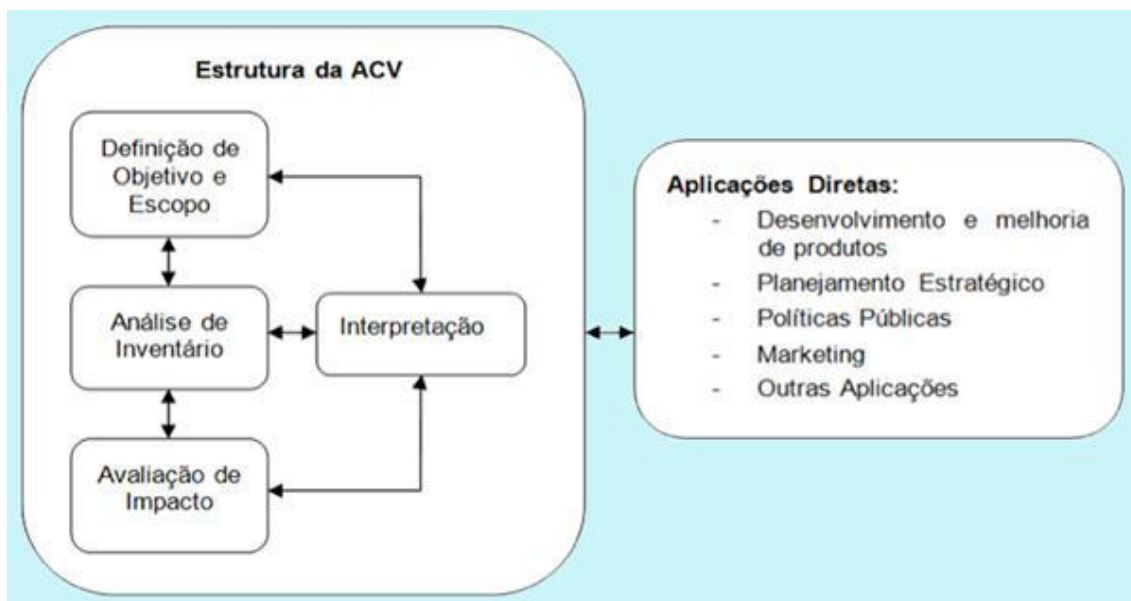 Estrutura da ACV
Definição de
Objetivo e
Escopo
Análise de
Inventário
Interpretação
Avaliação de
Impacto
Aplicações Diretas:
- Desenvolvimento e melhoria
de produtos
- Planejamento Estratégico
- Políticas Públicas
- Marketing
- Outras Aplicações